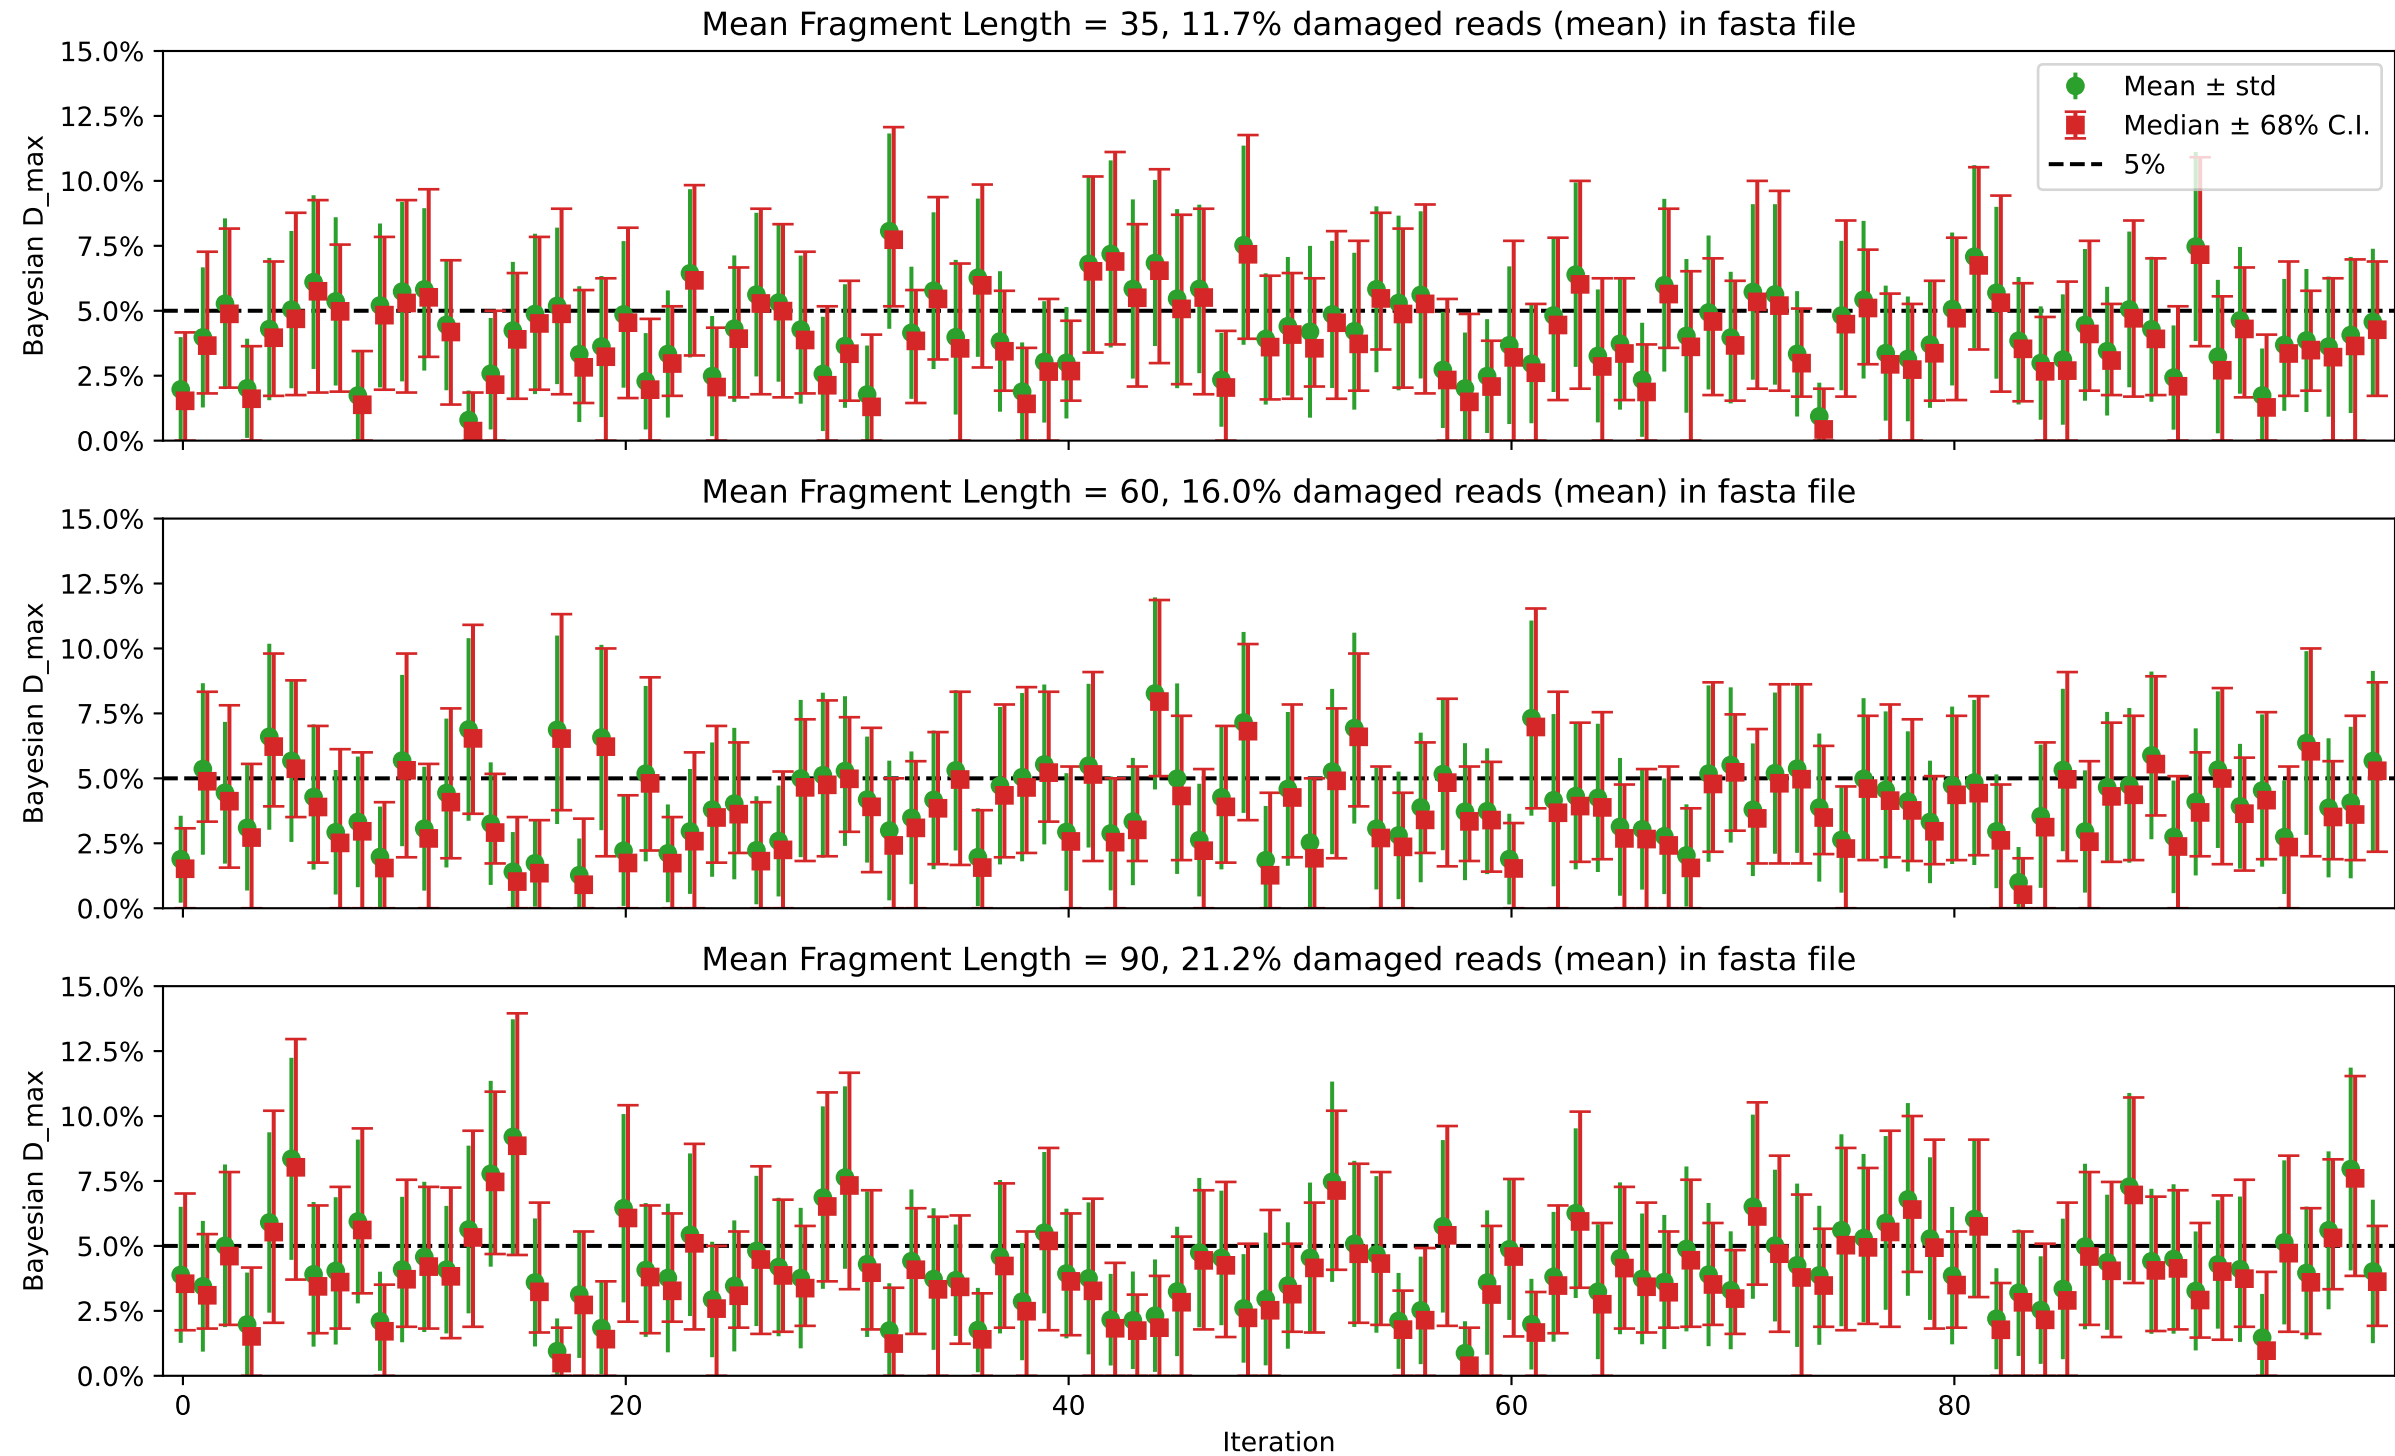 Mean Fragment Length = 35, 11.7% damaged reads (mean) in fasta file
15.0%
12.5%
10.0%
7.5%
5.0%
2.5%
0.0%
Bayesian D_max
Mean ± std
Median ± 68% C.I.
5%
Mean Fragment Length = 60, 16.0% damaged reads (mean) in fasta file
15.0%
12.5%
10.0%
7.5%
5.0%
2.5%
0.0%
Bayesian D_max
Mean Fragment Length = 90, 21.2% damaged reads (mean) in fasta file
15.0%
12.5%
10.0%
7.5%
5.0%
2.5%
0.0%
Bayesian D_max
0 20 40 60 80
Iteration